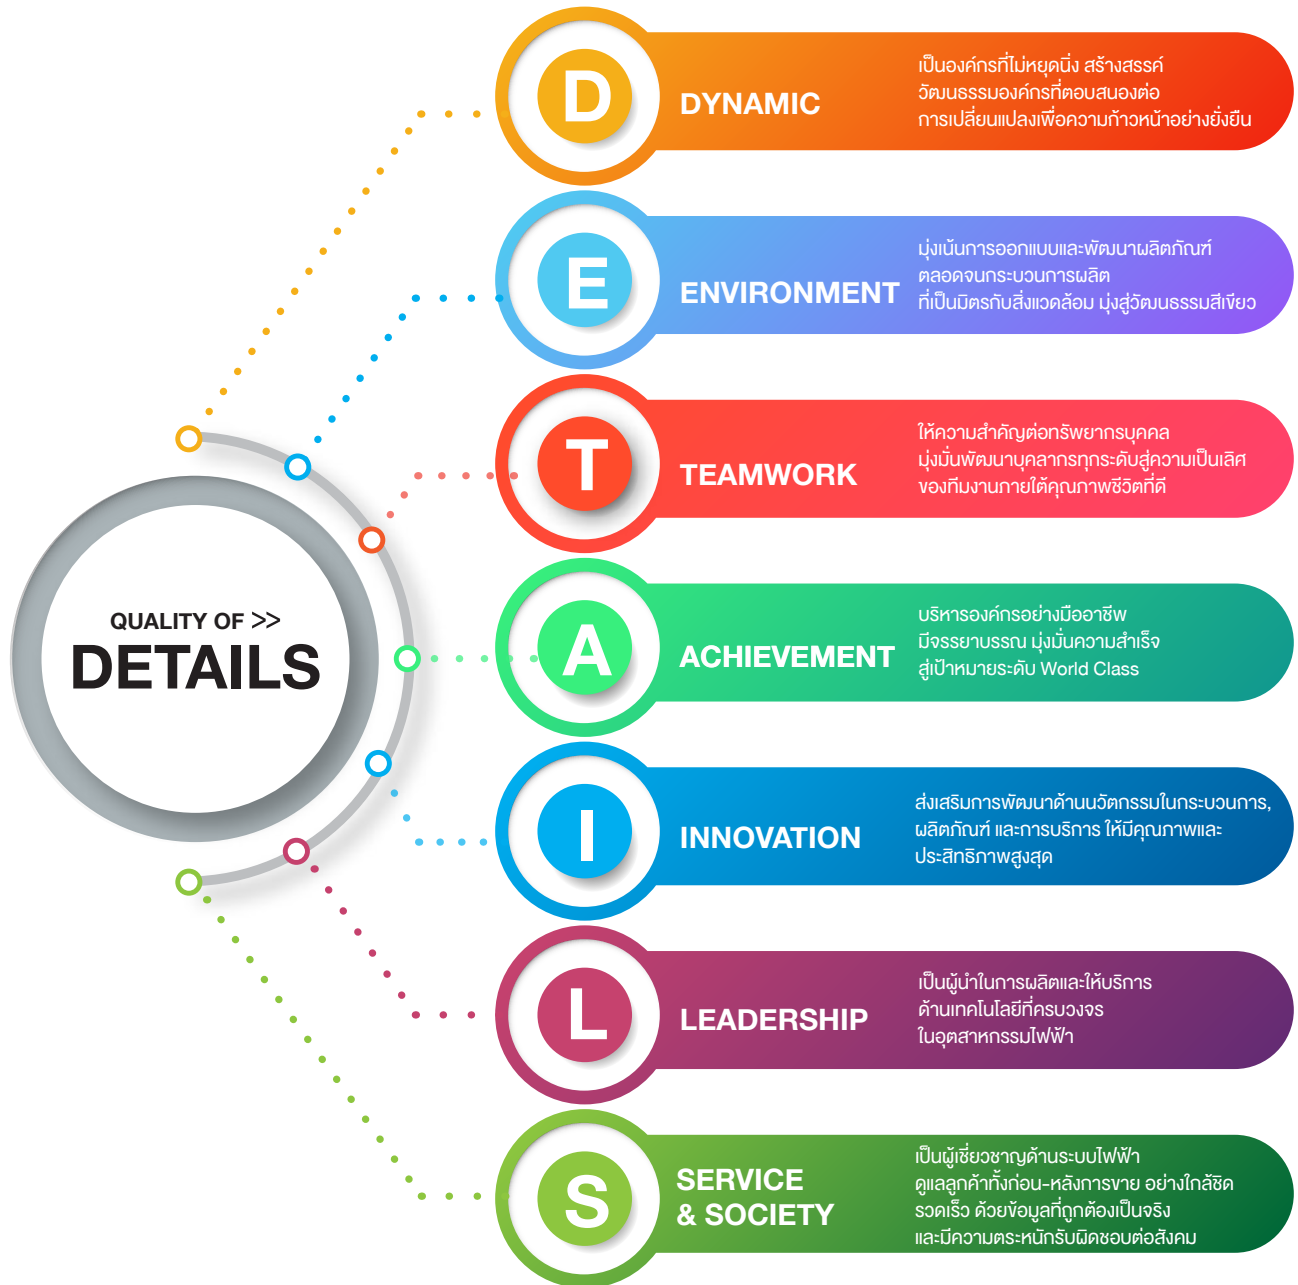 QUALITY OF >>
DETAILS
D
DYNAMIC
เป็นองค์กรที่ไม่หยุดนิ่ง สร้างสรรค์
วัฒนธรรมองค์กรที่ตอบสนองต่อ
การเปลี่ยนแปลงเพื่อความก้าวหน้าอย่างยั่งยืน
E
ENVIRONMENT
มุ่งเน้นการออกแบบและพัฒนาผลิตภัณฑ์
ตลอดจนกระบวนการผลิต
ที่เป็นมิตรกับสิ่งแวดล้อม มุ่งสู่วัฒนธรรมสีเขียว
T
TEAMWORK
ให้ความสำคัญต่อทรัพยากรบุคคล
มุ่งมั่นพัฒนาบุคลากรทุกระดับสู่ความเป็นเลิศ
ของทีมงานภายใต้คุณภาพชีวิตที่ดี
A
ACHIEVEMENT
บริหารองค์กรอย่างมืออาชีพ
มีจรรยาบรรณ มุ่งมั่นความสำเร็จ
สู่เป้าหมายระดับ World Class
I
INNOVATION
ส่งเสริมการพัฒนาด้านนวัตกรรมในกระบวนการ,
ผลิตภัณฑ์ และการบริการ ให้มีคุณภาพและ
ประสิทธิภาพสูงสุด
L
LEADERSHIP
เป็นผู้นำในการผลิตและให้บริการ
ด้านเทคโนโลยีที่ครบวงจร
ในอุตสาหกรรมไฟฟ้า
S
SERVICE
& SOCIETY
เป็นผู้เชี่ยวชาญด้านระบบไฟฟ้า
ดูแลลูกค้าทั้งก่อน-หลังการขาย อย่างใกล้ชิด
รวดเร็ว ด้วยข้อมูลที่ถูกต้องเป็นจริง
และมีความตระหนักรับผิดชอบต่อสังคม